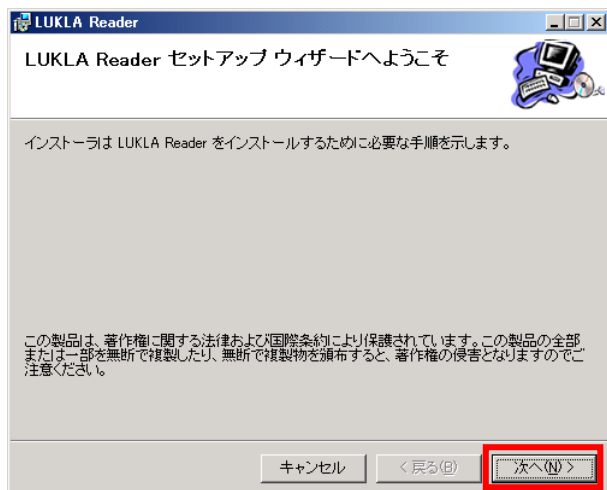 LUKLA Reader
LUKLA Reader セットアップ ウィザードへようこそ
インストーラは LUKLA Reader をインストールするために必要な手順を示します。
この製品は、著作権に関する法律および国際条約により保護されています。この製品の全部
または一部を無断で複製したり、無断で複製物を頒布すると、著作権の侵害となりますのでご
注意ください。
キャンセル
< 戻る(B)
次へ(N) >